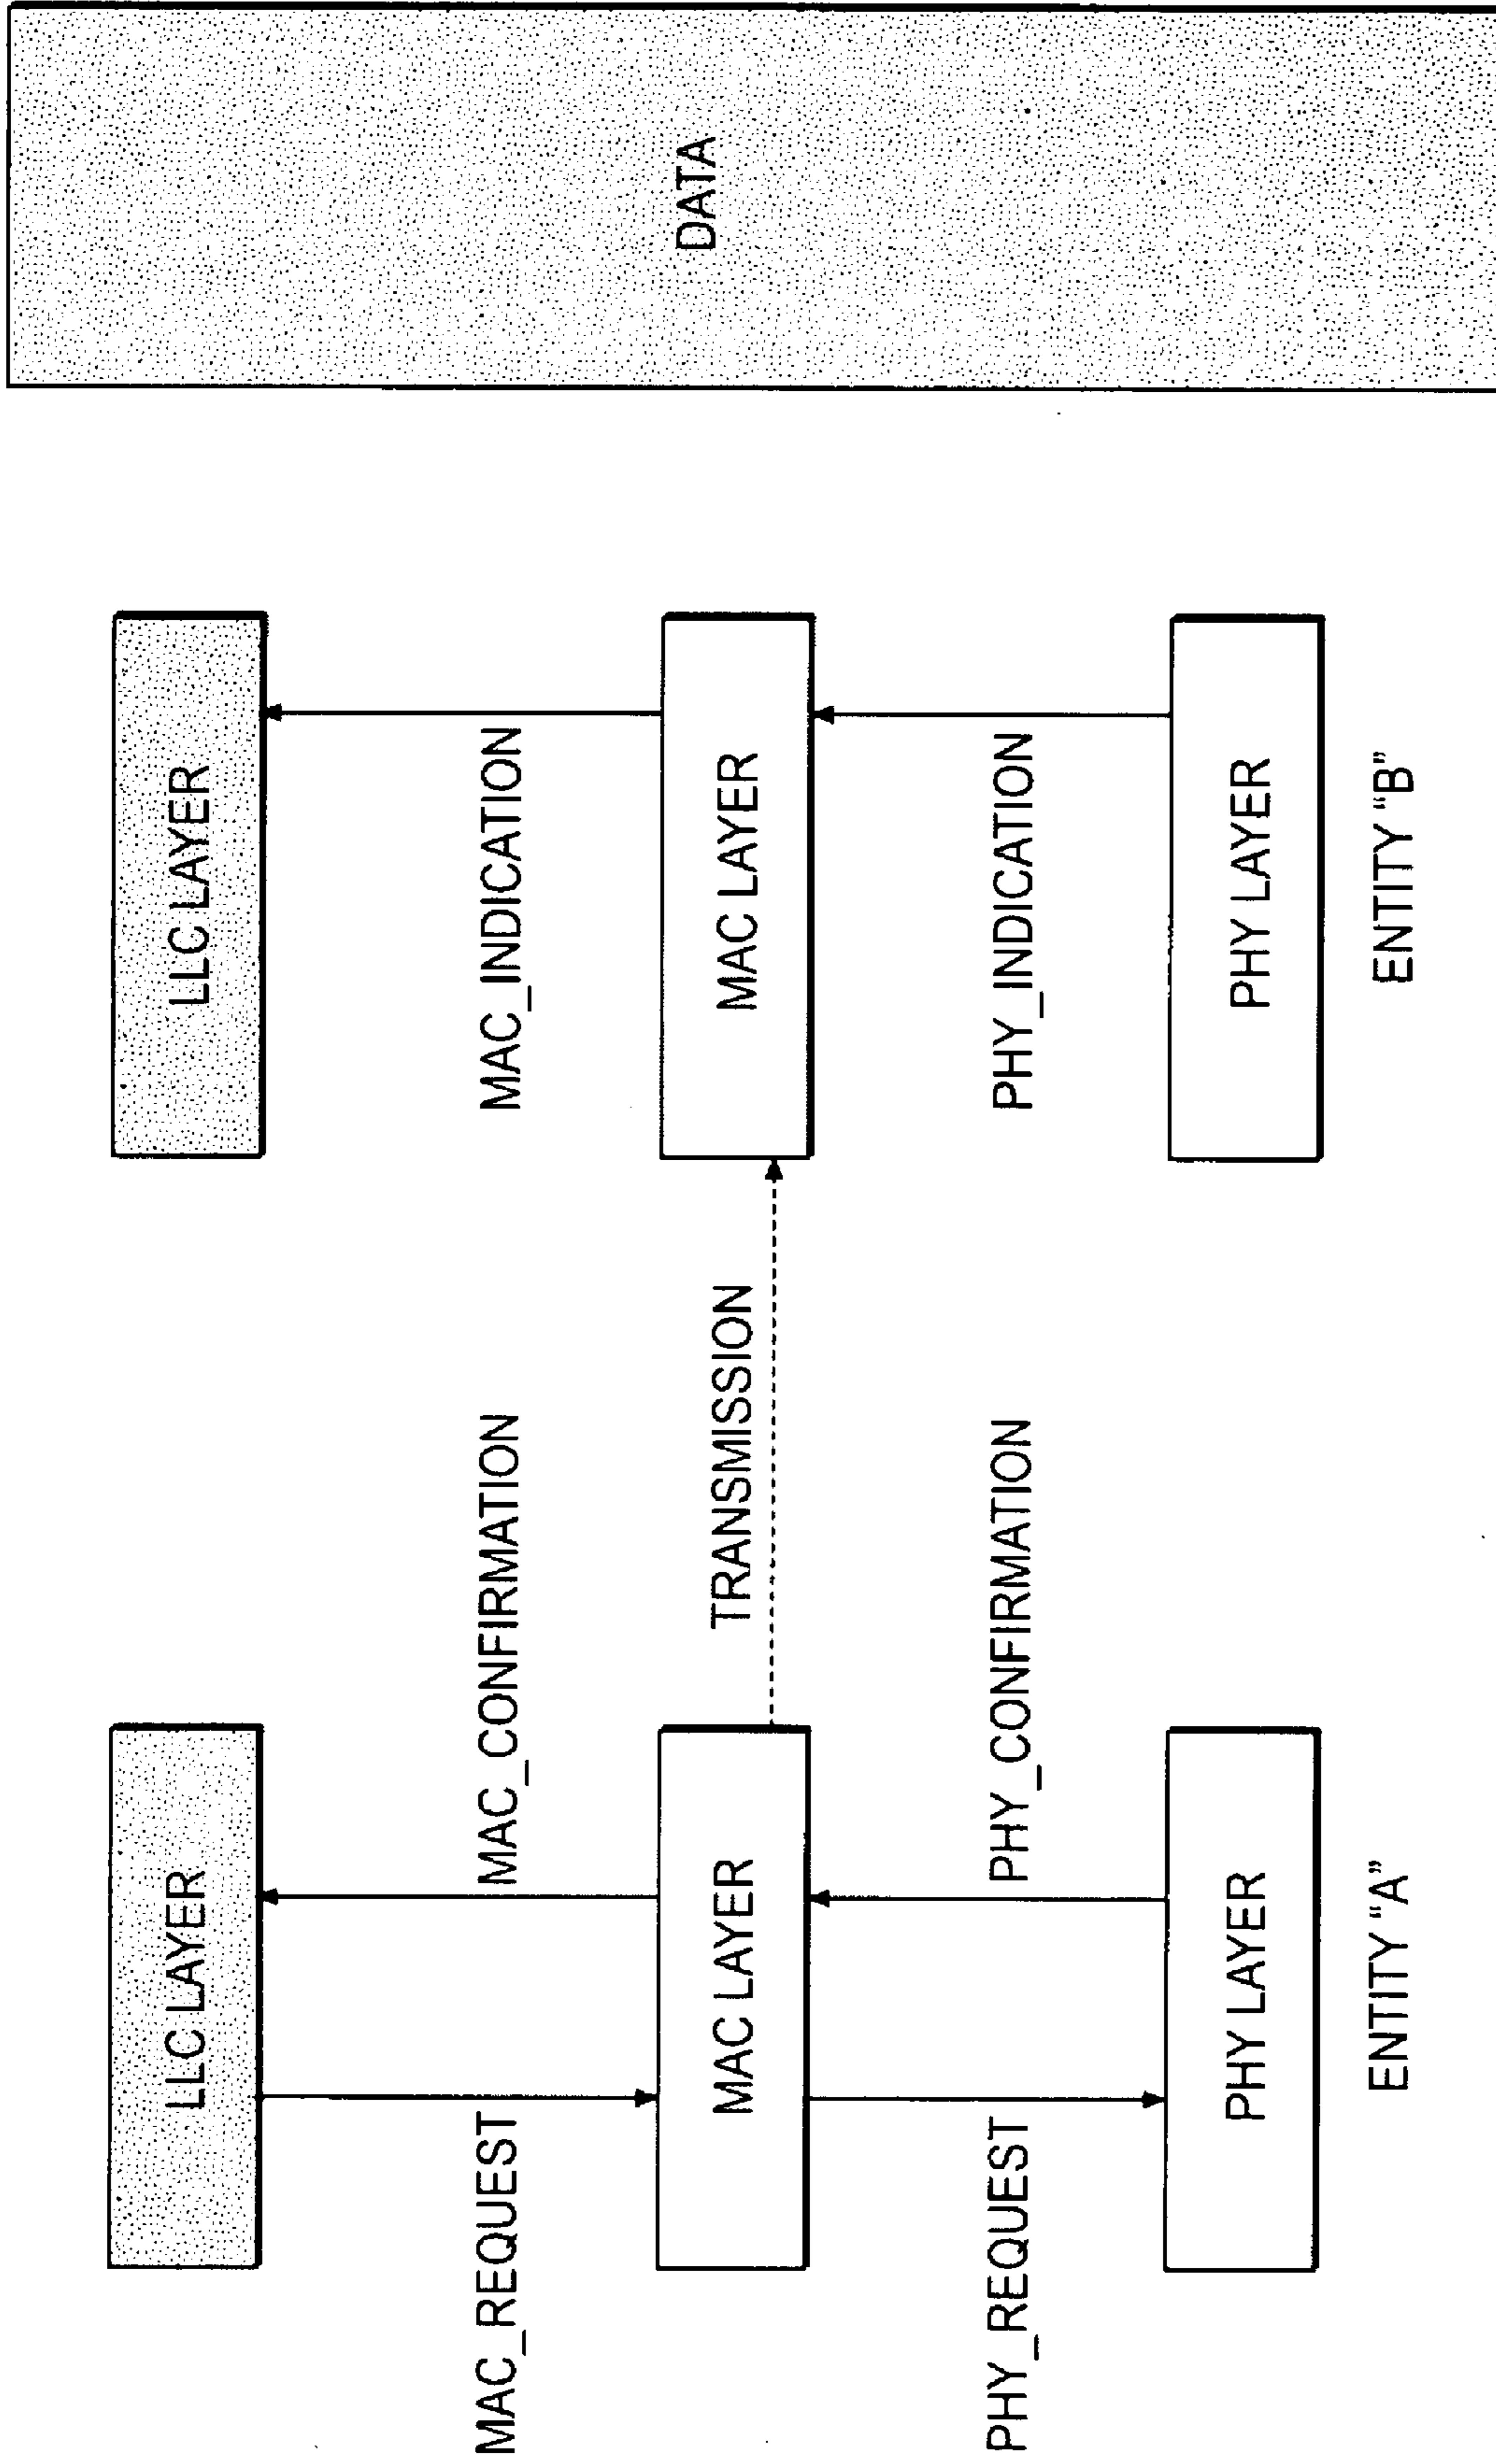 LLC LAYER
LLC LAYER
MAC_REQUEST
MAC_CONFIRMATION
MAC_INDICATION
MAC LAYER
TRANSMISSION
MAC LAYER
DATA
PHY_REQUEST
PHY_CONFIRMATION
PHY_INDICATION
PHY LAYER
PHY LAYER
ENTITY “A”
ENTITY “B”